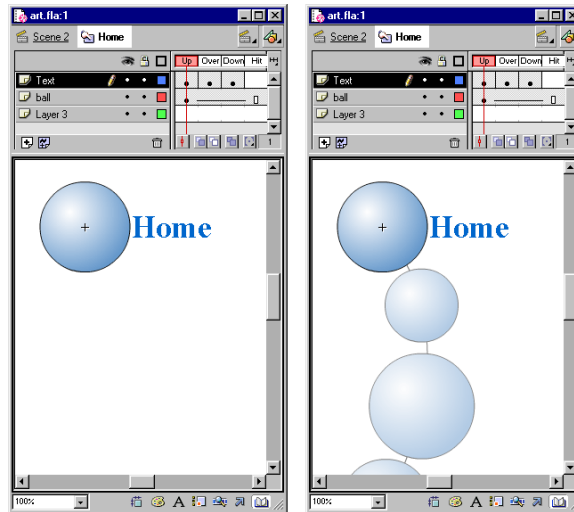 art.fla:1
Scene 2 Home
Up Over Down Hit
Text
ball
Layer 3
1
Home
100%
A
art.fla:1
Scene 2 Home
Up Over Down Hit
Text
ball
Layer 3
1
Home
100%
A